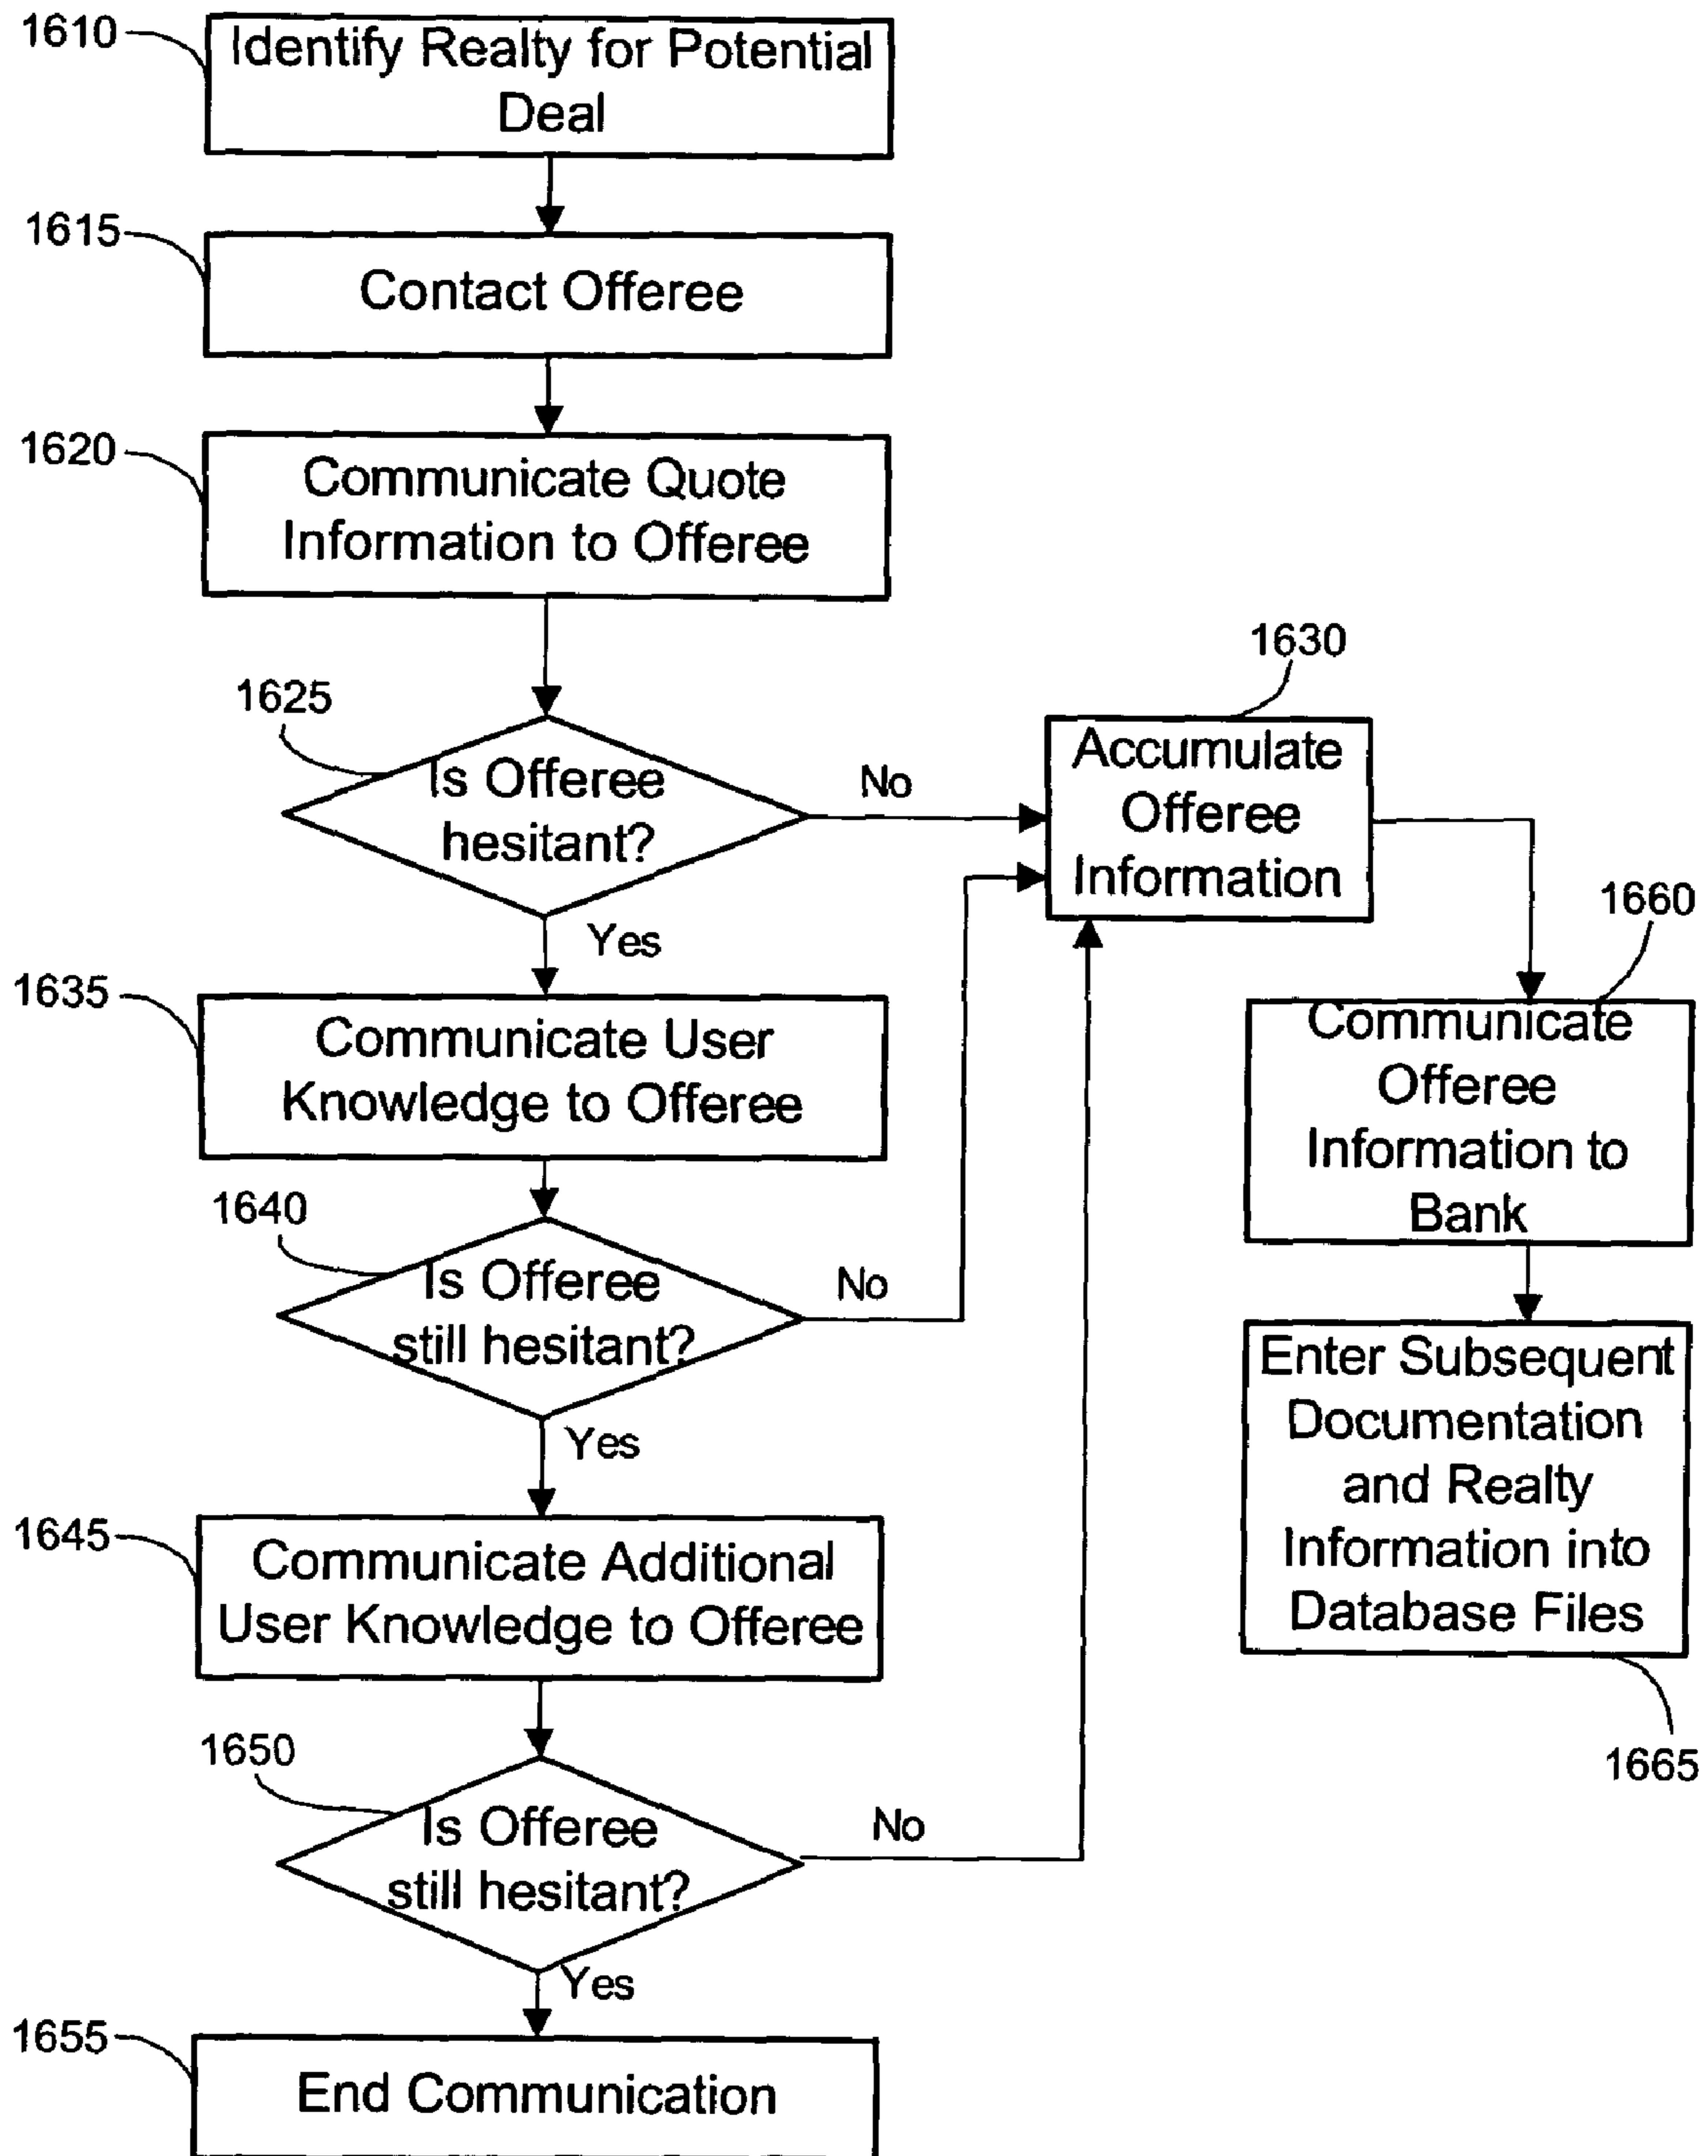 1610
Identify Realty for Potential
Deal
1615
Contact Offeree
1620
Communicate Quote
Information to Offeree
1625
Is Offeree
hesitant?
No
Yes
1630
Accumulate
Offeree
Information
1635
Communicate User
Knowledge to Offeree
1640
Is Offeree
still hesitant?
No
Yes
1645
Communicate Additional
User Knowledge to Offeree
1650
Is Offeree
still hesitant?
No
Yes
1655
End Communication
1660
Communicate
Offeree
Information to
Bank
Enter Subsequent
Documentation
and Realty
Information into
Database Files
1665